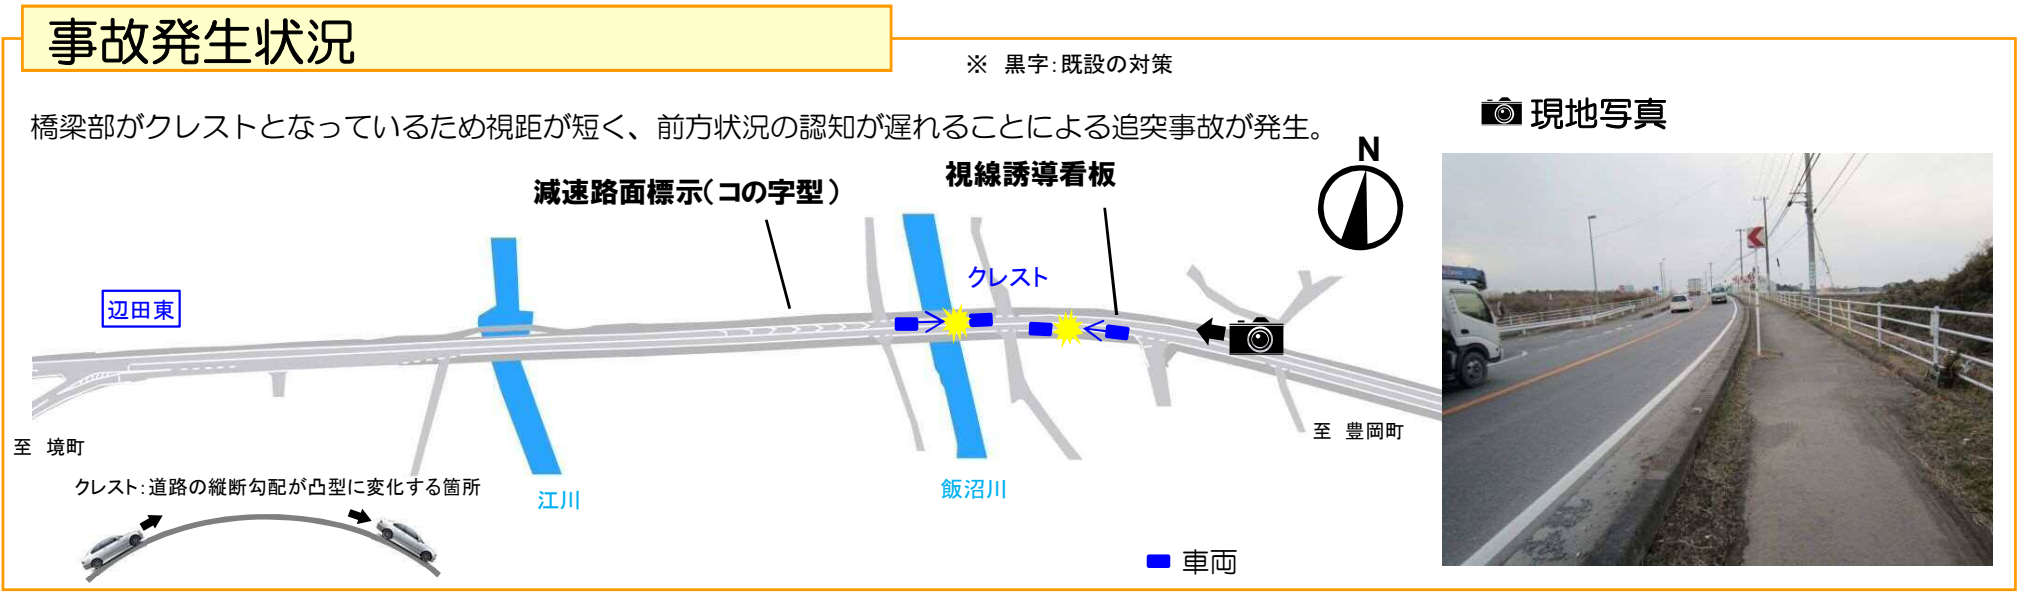 事故発生状況
※ 黒字:既設の対策
橋梁部がクレストとなっているため視距が短く、前方状況の認知が遅れることによる追突事故が発生。
現地写真
N
視線誘導看板
減速路面標示(コの字型)
クレスト
辺田東
至 境町
至 豊岡町
クレスト:道路の縦断勾配が凸型に変化する箇所
江川
飯沼川
車両